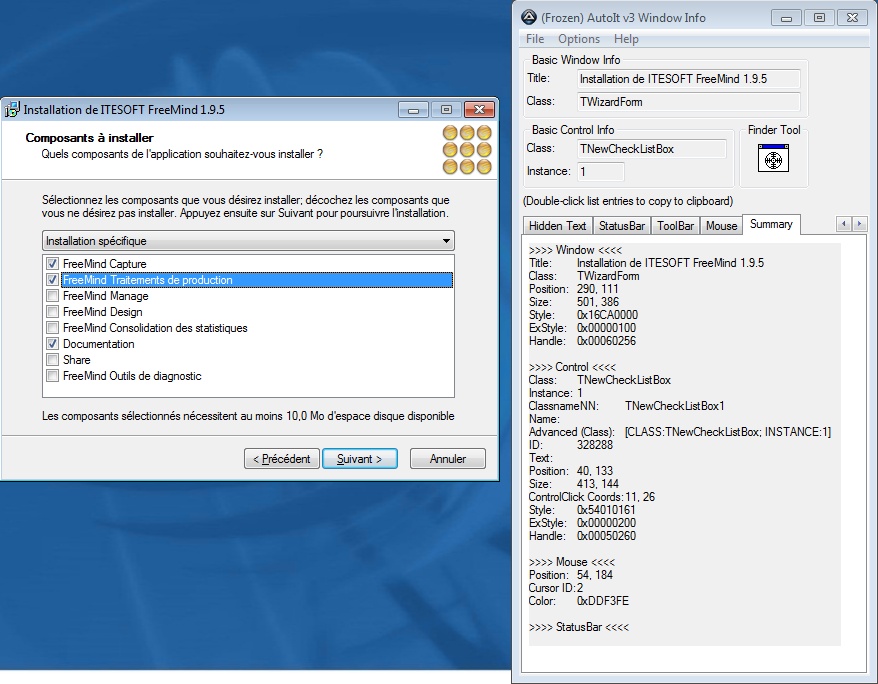 Installation de ITESOFT FreeMind 1.9.5
Composants à installer
Quels composants de l'application souhaitez-vous installer ?
Sélectionnez les composants que vous désirez installer; décochez les composants que
vous ne désirez pas installer. Appuyez ensuite sur Suivant pour poursuivre l'installation.
Installation spécifique
FreeMind Capture
FreeMind Traitements de production
FreeMind Manage
FreeMind Design
FreeMind Consolidation des statistiques
Documentation
Share
FreeMind Outils de diagnostic
Les composants sélectionnés nécessitent au moins 10,0 Mo d'espace disque disponible
< Précédent
Suivant >
Annuler
(Frozen) AutoIt v3 Window Info
File Options Help
Basic Window Info
Title: Installation de ITESOFT FreeMind 1.9.5
Class: TWizardForm
Basic Control Info
Class: TNewCheckListBox
Instance: 1
Finder Tool
(Double-click list entries to copy to clipboard)
Hidden Text StatusBar ToolBar Mouse Summary
>>>> Window <<<<
Title: Installation de ITESOFT FreeMind 1.9.5
Class: TWizardForm
Position: 290, 111
Size: 501, 386
Style: 0x16CA0000
ExStyle: 0x00000100
Handle: 0x00060256
>>>> Control <<<<
Class: TNewCheckListBox
Instance: 1
ClassnameNN: TNewCheckListBox1
Name:
Advanced (Class): [CLASS:TNewCheckListBox; INSTANCE:1]
ID: 328288
Text:
Position: 40, 133
Size: 413, 144
ControlClick Coords: 11, 26
Style: 0x54010161
ExStyle: 0x00000200
Handle: 0x00050260
>>>> Mouse <<<<
Position: 54, 184
Cursor ID: 2
Color: 0xDDF3FE
>>>> StatusBar <<<<